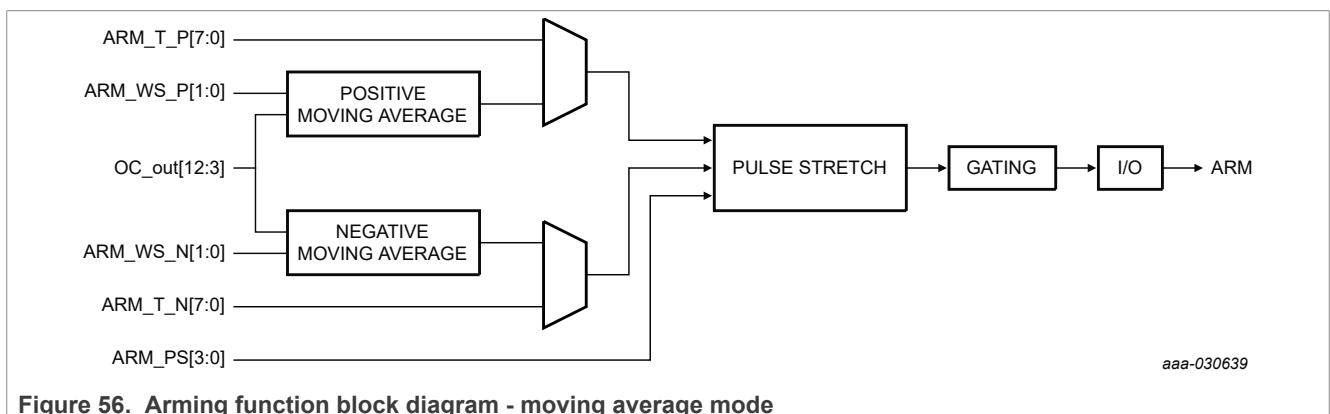 ARM_T_P[7:0]
ARM_WS_P[1:0]
POSITIVE
MOVING AVERAGE
OC_out[12:3]
PULSE STRETCH
GATING
I/O
ARM
NEGATIVE
MOVING AVERAGE
ARM_WS_N[1:0]
ARM_T_N[7:0]
ARM_PS[3:0]
aaa-030639
Figure 56. Arming function block diagram - moving average mode